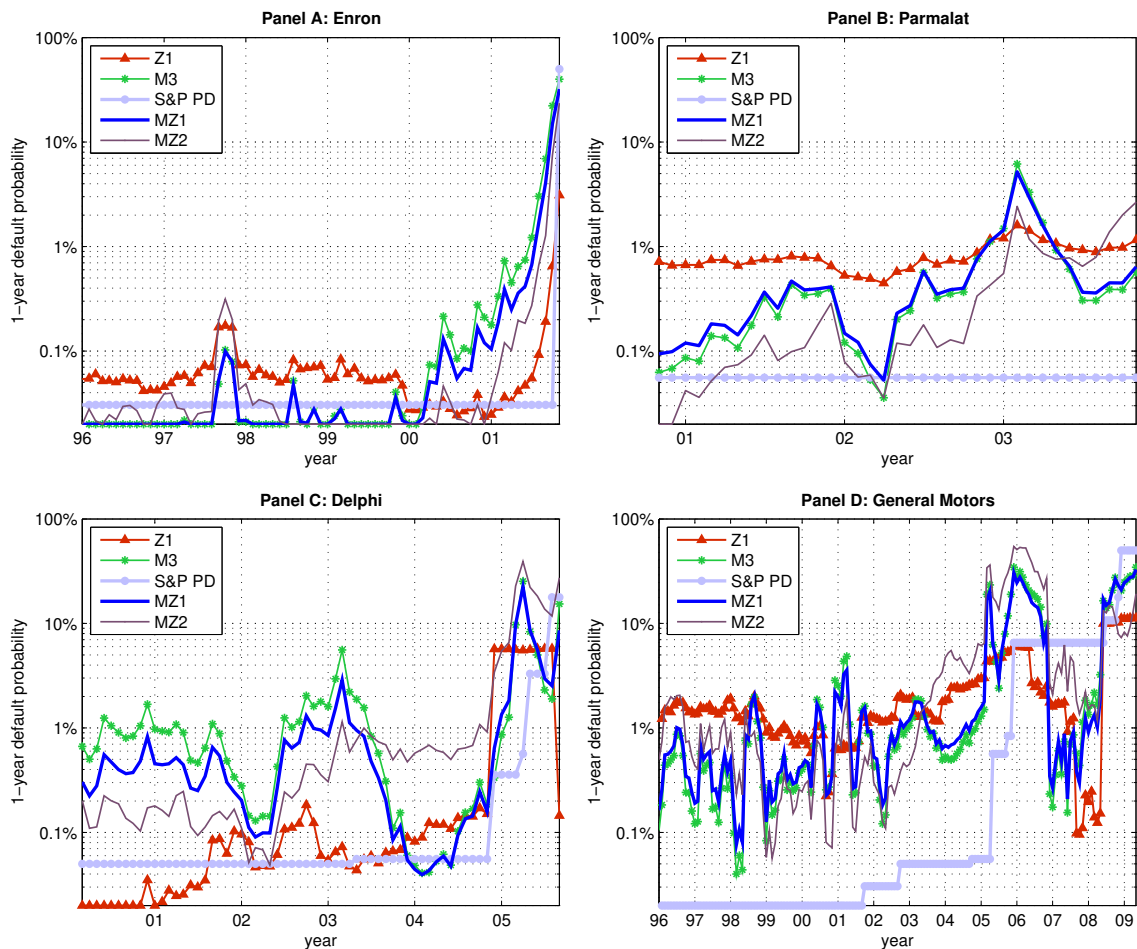 Panel A: Enron
100%
10%
1%
0.1%
1−year default probability
Z1
M3
S&P PD
MZ1
MZ2
96 97 98 99 00 01
year
Panel B: Parmalat
100%
10%
1%
0.1%
1−year default probability
Z1
M3
S&P PD
MZ1
MZ2
01 02 03
year
Panel C: Delphi
100%
10%
1%
0.1%
1−year default probability
Z1
M3
S&P PD
MZ1
MZ2
01 02 03 04 05
year
Panel D: General Motors
100%
10%
1%
0.1%
1−year default probability
Z1
M3
S&P PD
MZ1
MZ2
96 97 98 99 00 01 02 03 04 05 06 07 08 09
year